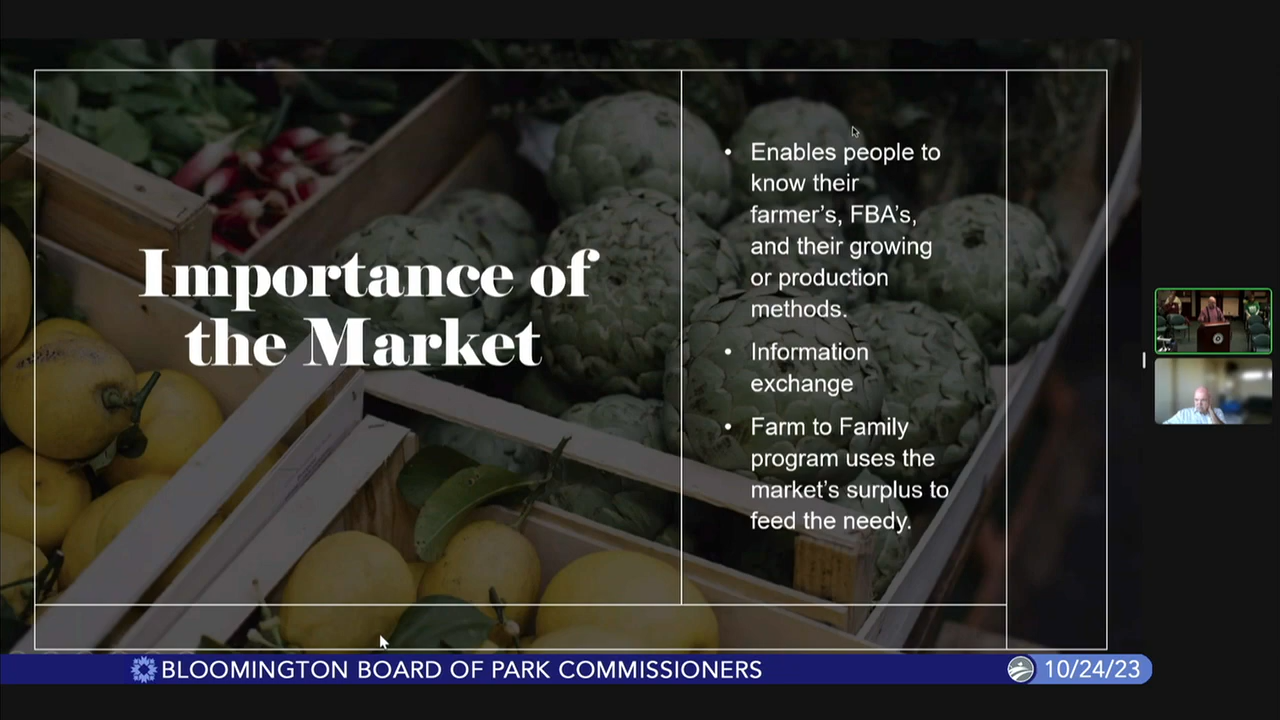 Importance of
the Market
• Enables people to
know their
farmer’s, FBA’s,
and their growing
or production
methods.
• Information
exchange
• Farm to Family
program uses the
market’s surplus to
feed the needy.
BLOOMINGTON BOARD OF PARK COMMISSIONERS
10/24/23